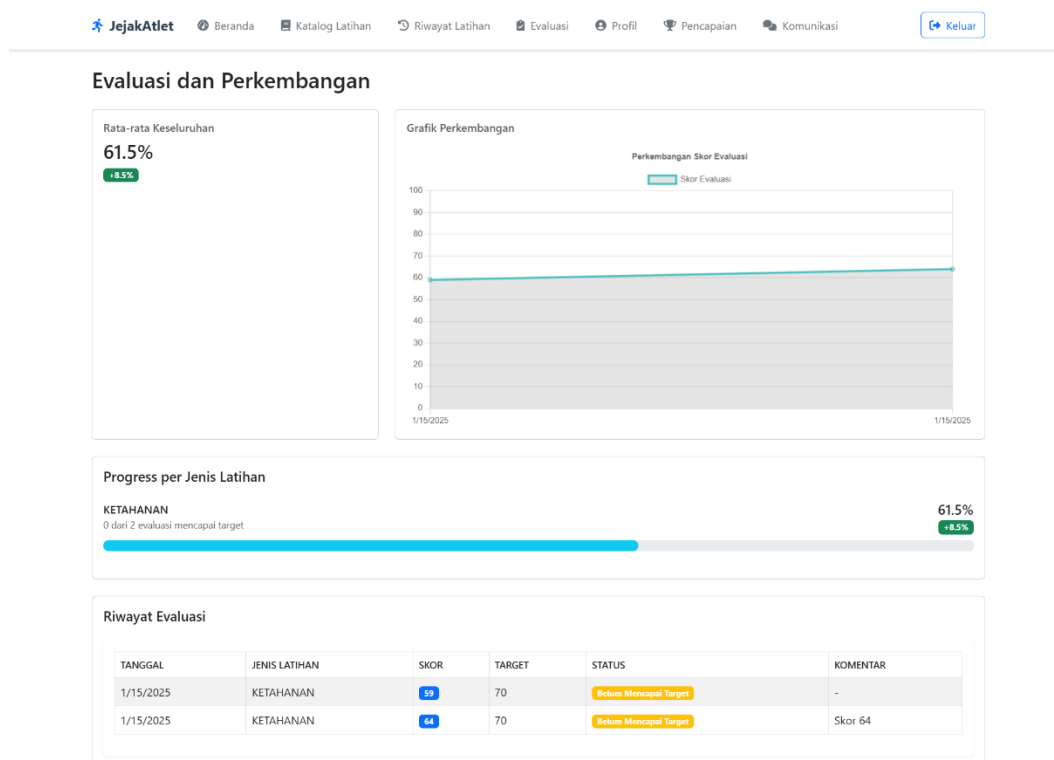 JejakAtlet Beranda Katalog Latihan Riwayat Latihan Evaluasi Profil Pencapaian Komunikasi Keluar
Evaluasi dan Perkembangan
Rata-rata Keseluruhan
61.5%
+8.5%
Grafik Perkembangan
Perkembangan Skor Evaluasi
Skor Evaluasi
100
90
80
70
60
50
40
30
20
10
0
1/15/2025 1/15/2025
Progress per Jenis Latihan
KETAHANAN 61.5%
0 dari 2 evaluasi mencapai target +8.5%
Riwayat Evaluasi
TANGGAL JENIS LATIHAN SKOR TARGET STATUS KOMENTAR
1/15/2025 KETAHANAN 59 70 Belum Mencapai Target -
1/15/2025 KETAHANAN 64 70 Belum Mencapai Target Skor 64